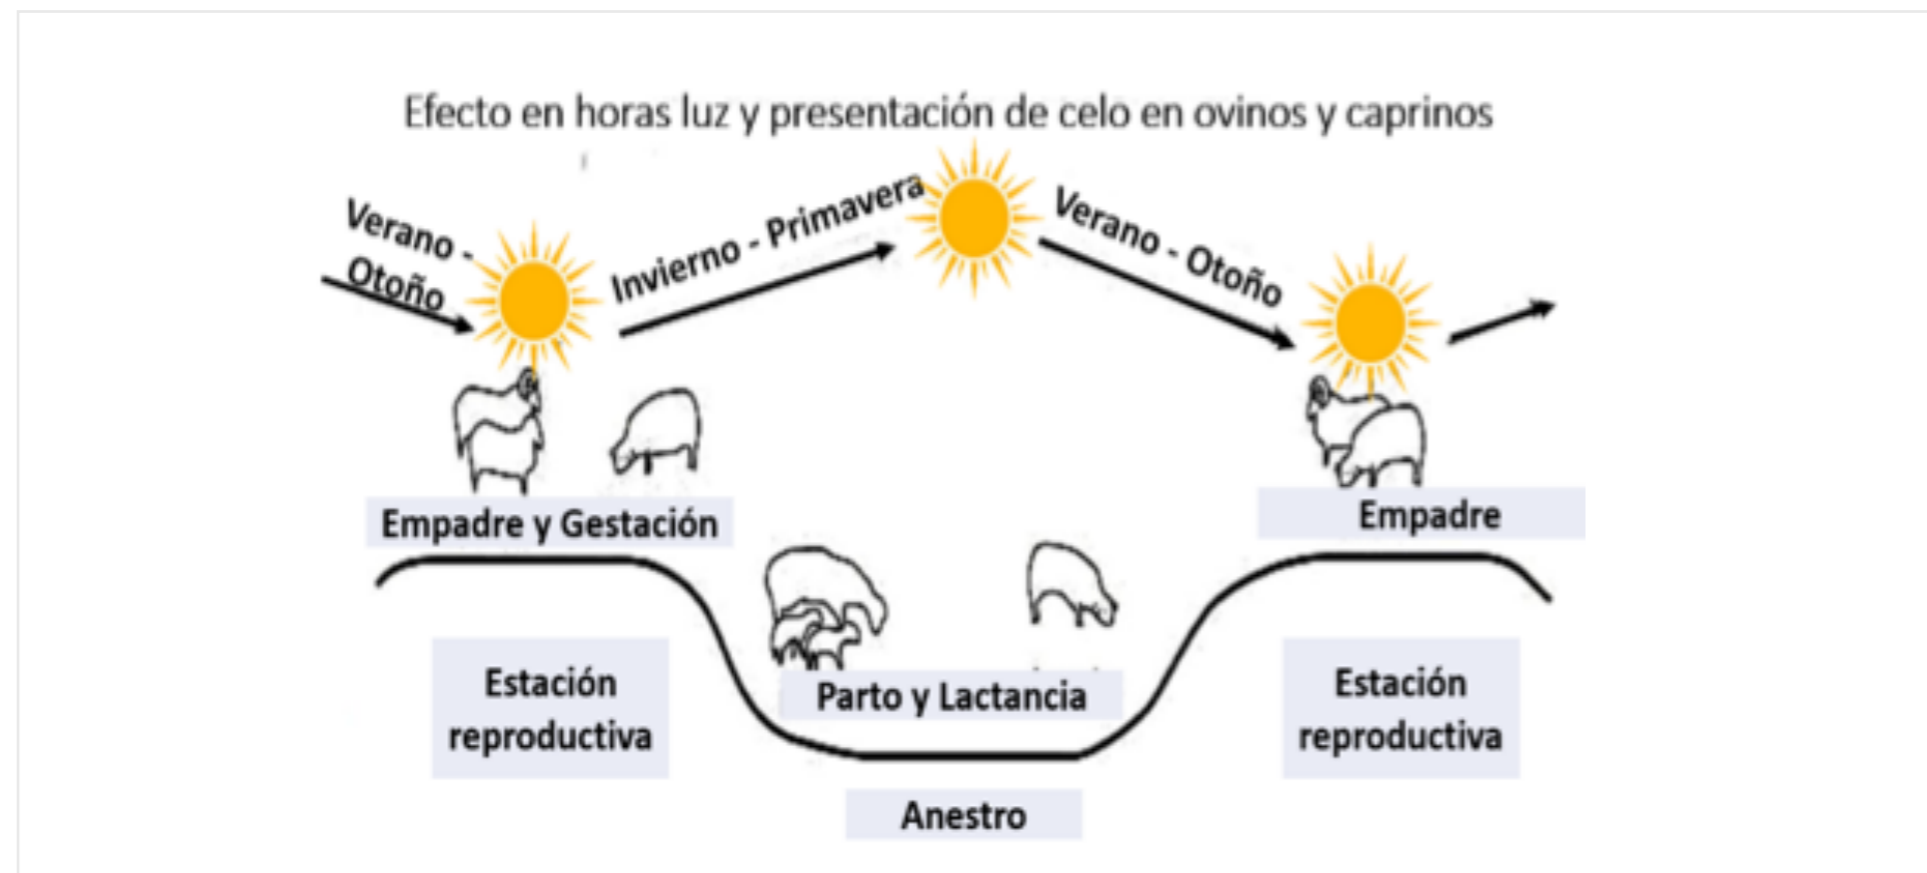 Efecto en horas luz y presentación de celo en ovinos y caprinos
Verano -
Otoño
Invierno - Primavera
Verano - Otoño
Empadre y Gestación
Empadre
Parto y Lactancia
Estación
reproductiva
Estación
reproductiva
Anestro